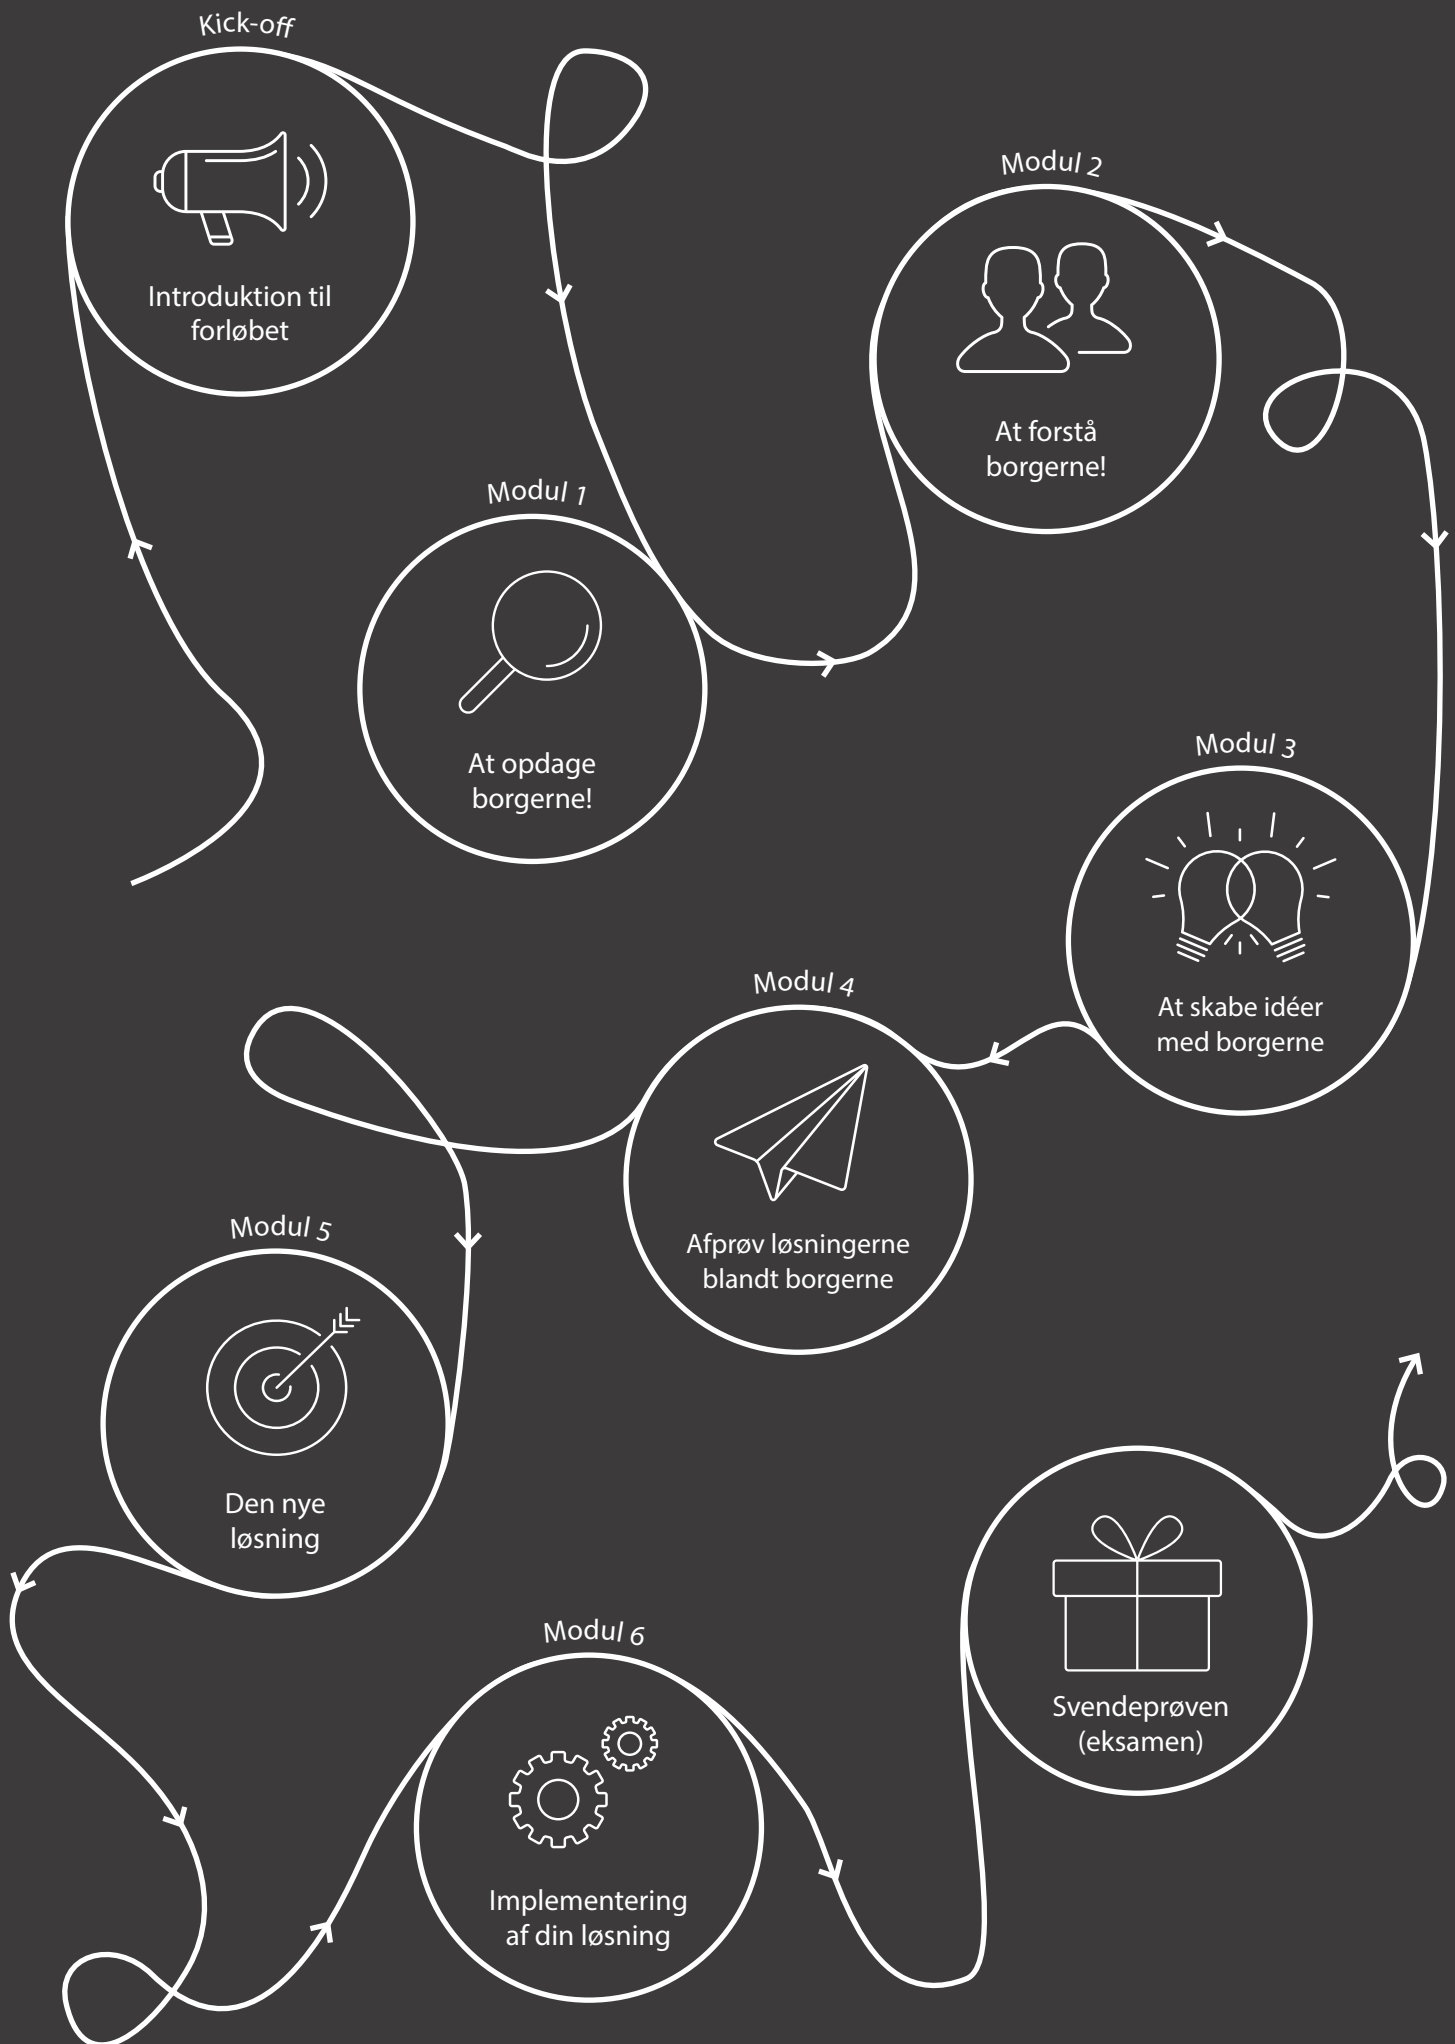 Kick-off
Introduktion til
forløbet
Modul 1
At opdage
borgerne!
Modul 2
At forstå
borgerne!
Modul 3
At skabe idéer
med borgerne
Modul 4
Afprøv løsningerne
blandt borgerne
Modul 5
Den nye
løsning
Modul 6
Implementering
af din løsning
Svendeprøven
(eksamen)